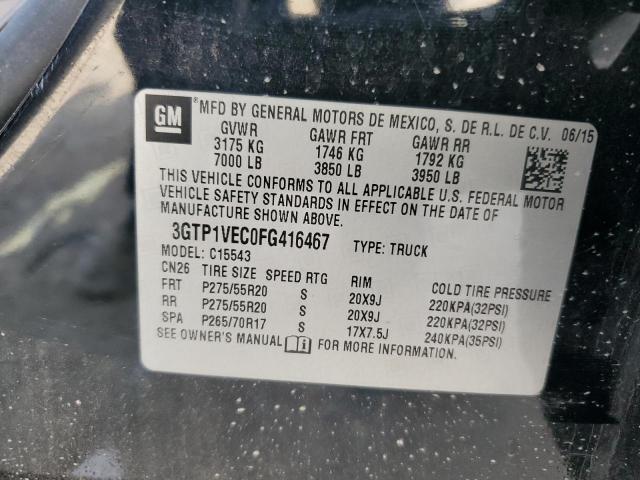 GM MFD BY GENERAL MOTORS DE MEXICO, S. DE R.L. DE C.V. 06/15
GVWR GAWR FRT GAWR RR
3175 KG 1746 KG 1792 KG
7000 LB 3850 LB 3950 LB
THIS VEHICLE CONFORMS TO ALL APPLICABLE U.S. FEDERAL MOTOR
VEHICLE SAFETY STANDARDS IN EFFECT ON THE DATE OF
MANUFACTURE SHOWN ABOVE.
3GTP1VEC0FG416467 TYPE: TRUCK
MODEL: C15543
CN26 TIRE SIZE SPEED RTG RIM COLD TIRE PRESSURE
FRT P275/55R20 S 20X9J 220KPA(32PSI)
RR P275/55R20 S 20X9J 220KPA(32PSI)
SPA P265/70R17 S 17X7.5J 240KPA(35PSI)
SEE OWNER'S MANUAL i FOR MORE INFORMATION.